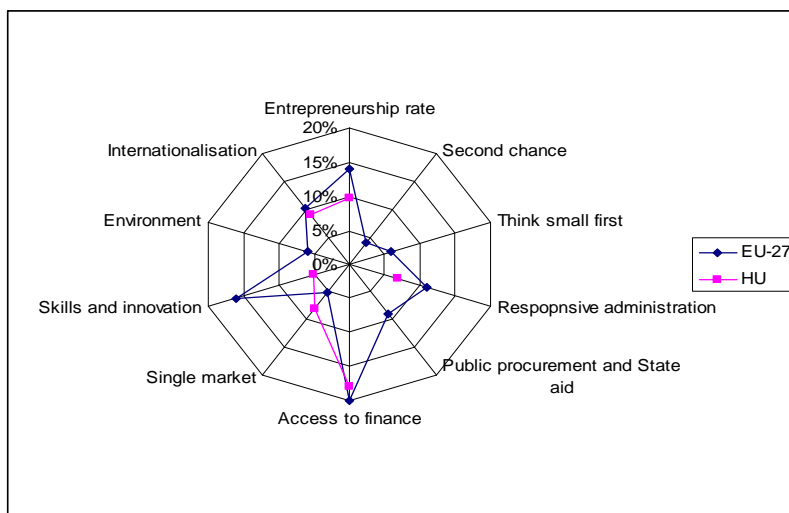 Entrepreneurship rate
20%
15%
10%
5%
0%
Second chance
Think small first
Respopnsive administration
Public procurement and State
aid
Access to finance
Single market
Skills and innovation
Environment
Internationalisation
EU-27
HU